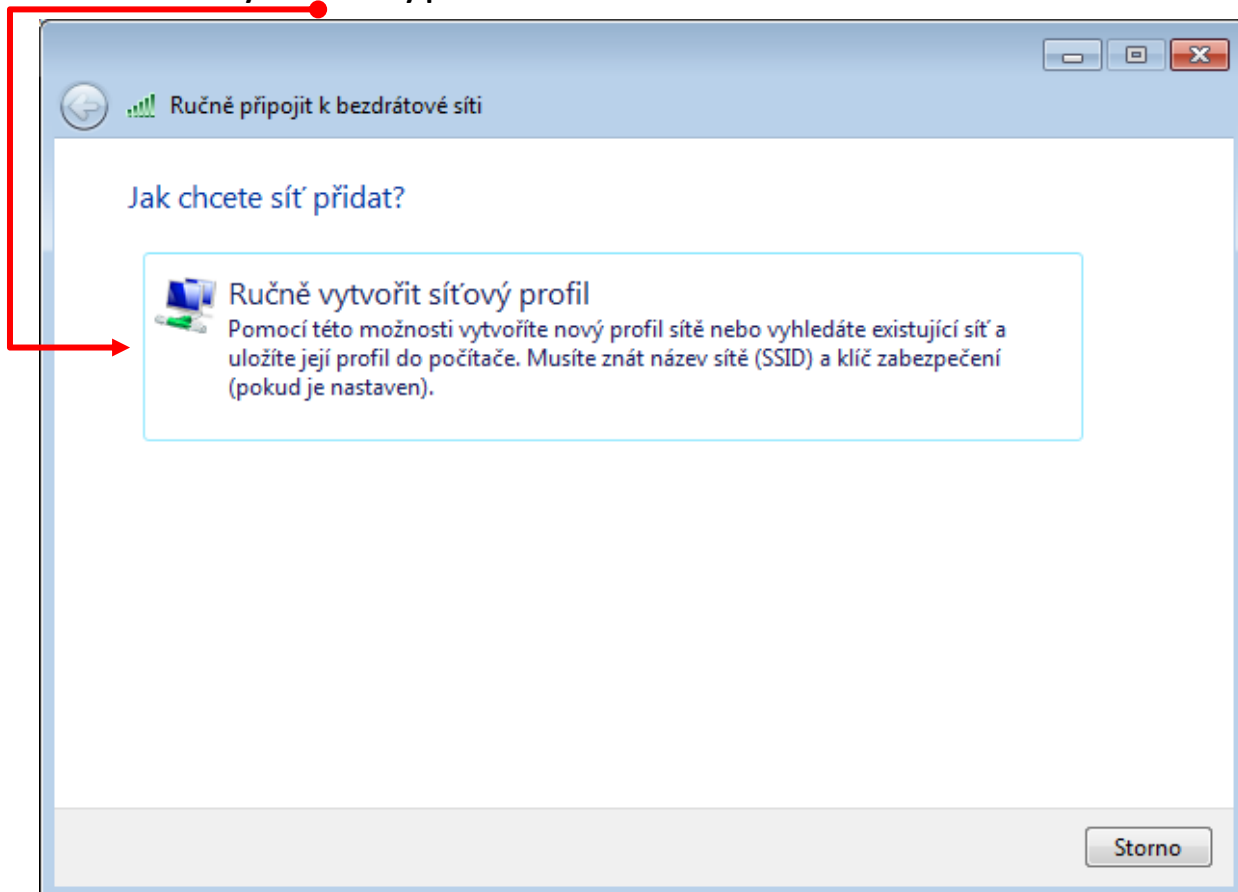 Ručně připojit k bezdrátové síti
Jak chcete síť přidat?
Ručně vytvořit síťový profil
Pomocí této možnosti vytvoříte nový profil sítě nebo vyhledáte existující síť a
uložíte její profil do počítače. Musíte znát název sítě (SSID) a klíč zabezpečení
(pokud je nastaven).
Storno